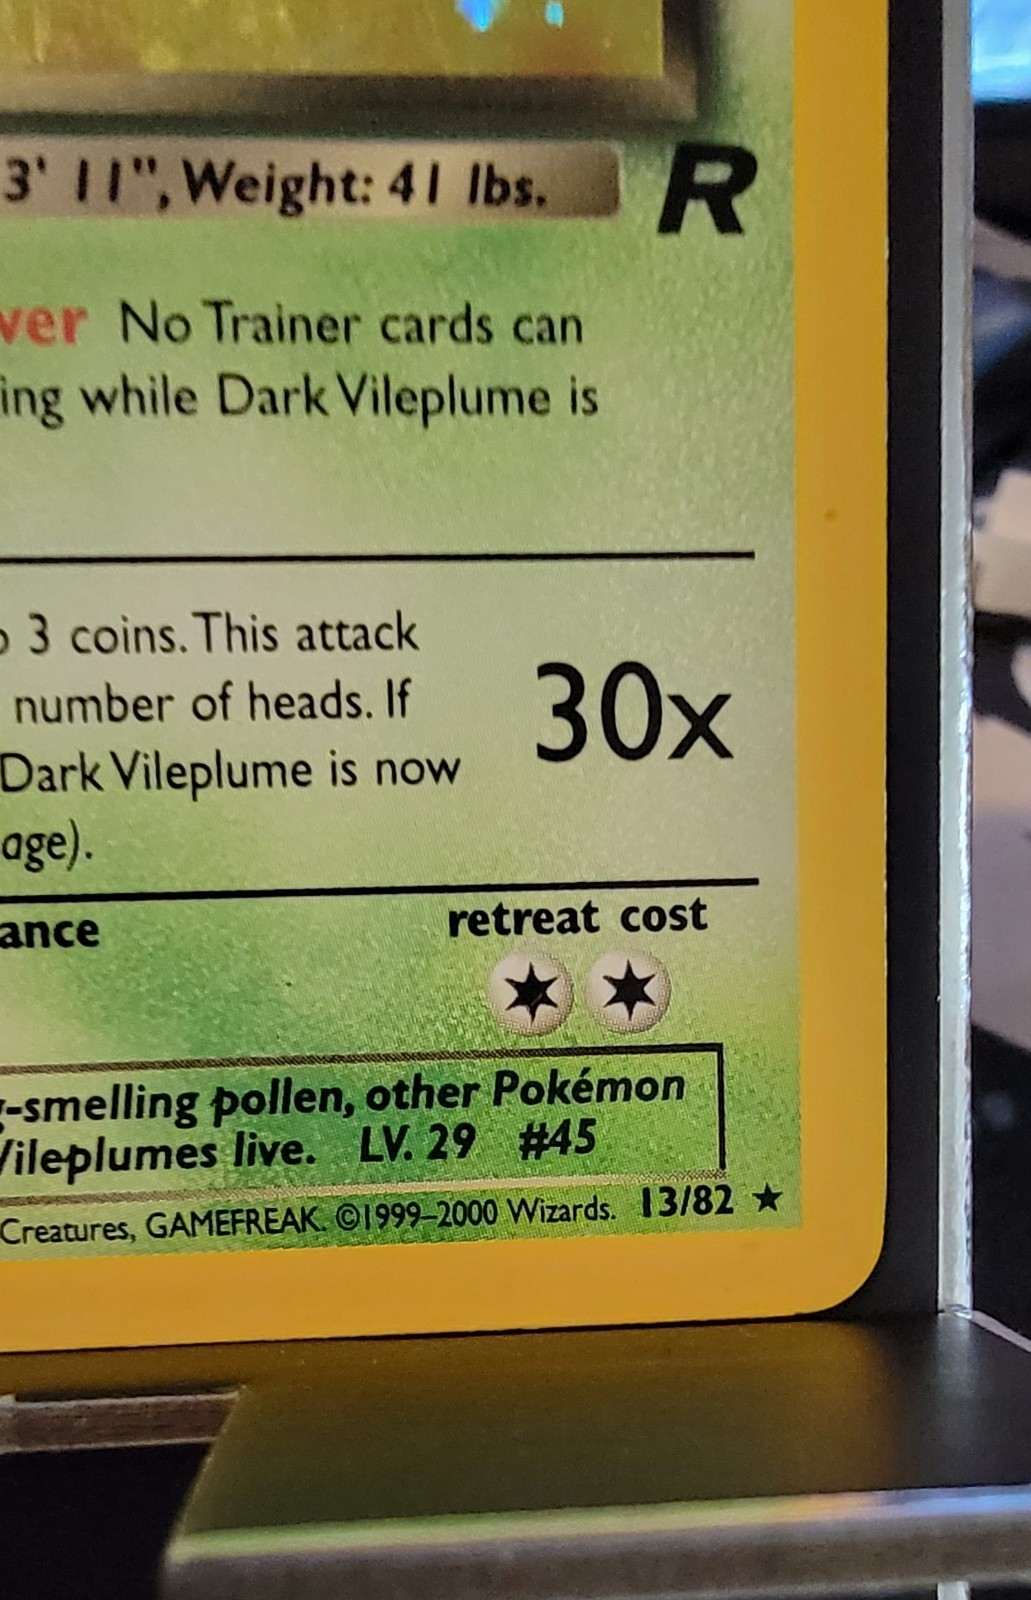 3' 11", Weight: 41 lbs.
R
wer No Trainer cards can
ing while Dark Vileplume is
3 coins. This attack
number of heads. If
30x
Dark Vileplume is now
age).
ance
retreat cost
-smelling pollen, other Pokémon
Vileplumes live. LV. 29 #45
Creatures, GAMEFREAK. ©1999–2000 Wizards. 13/82 ★